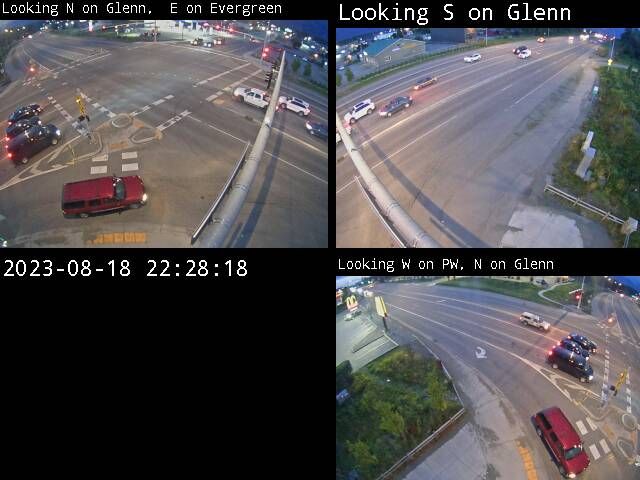 Looking N on Glenn,  E on Evergreen
Looking S on Glenn
2023-08-18 22:28:18
Looking W on PW, N on Glenn